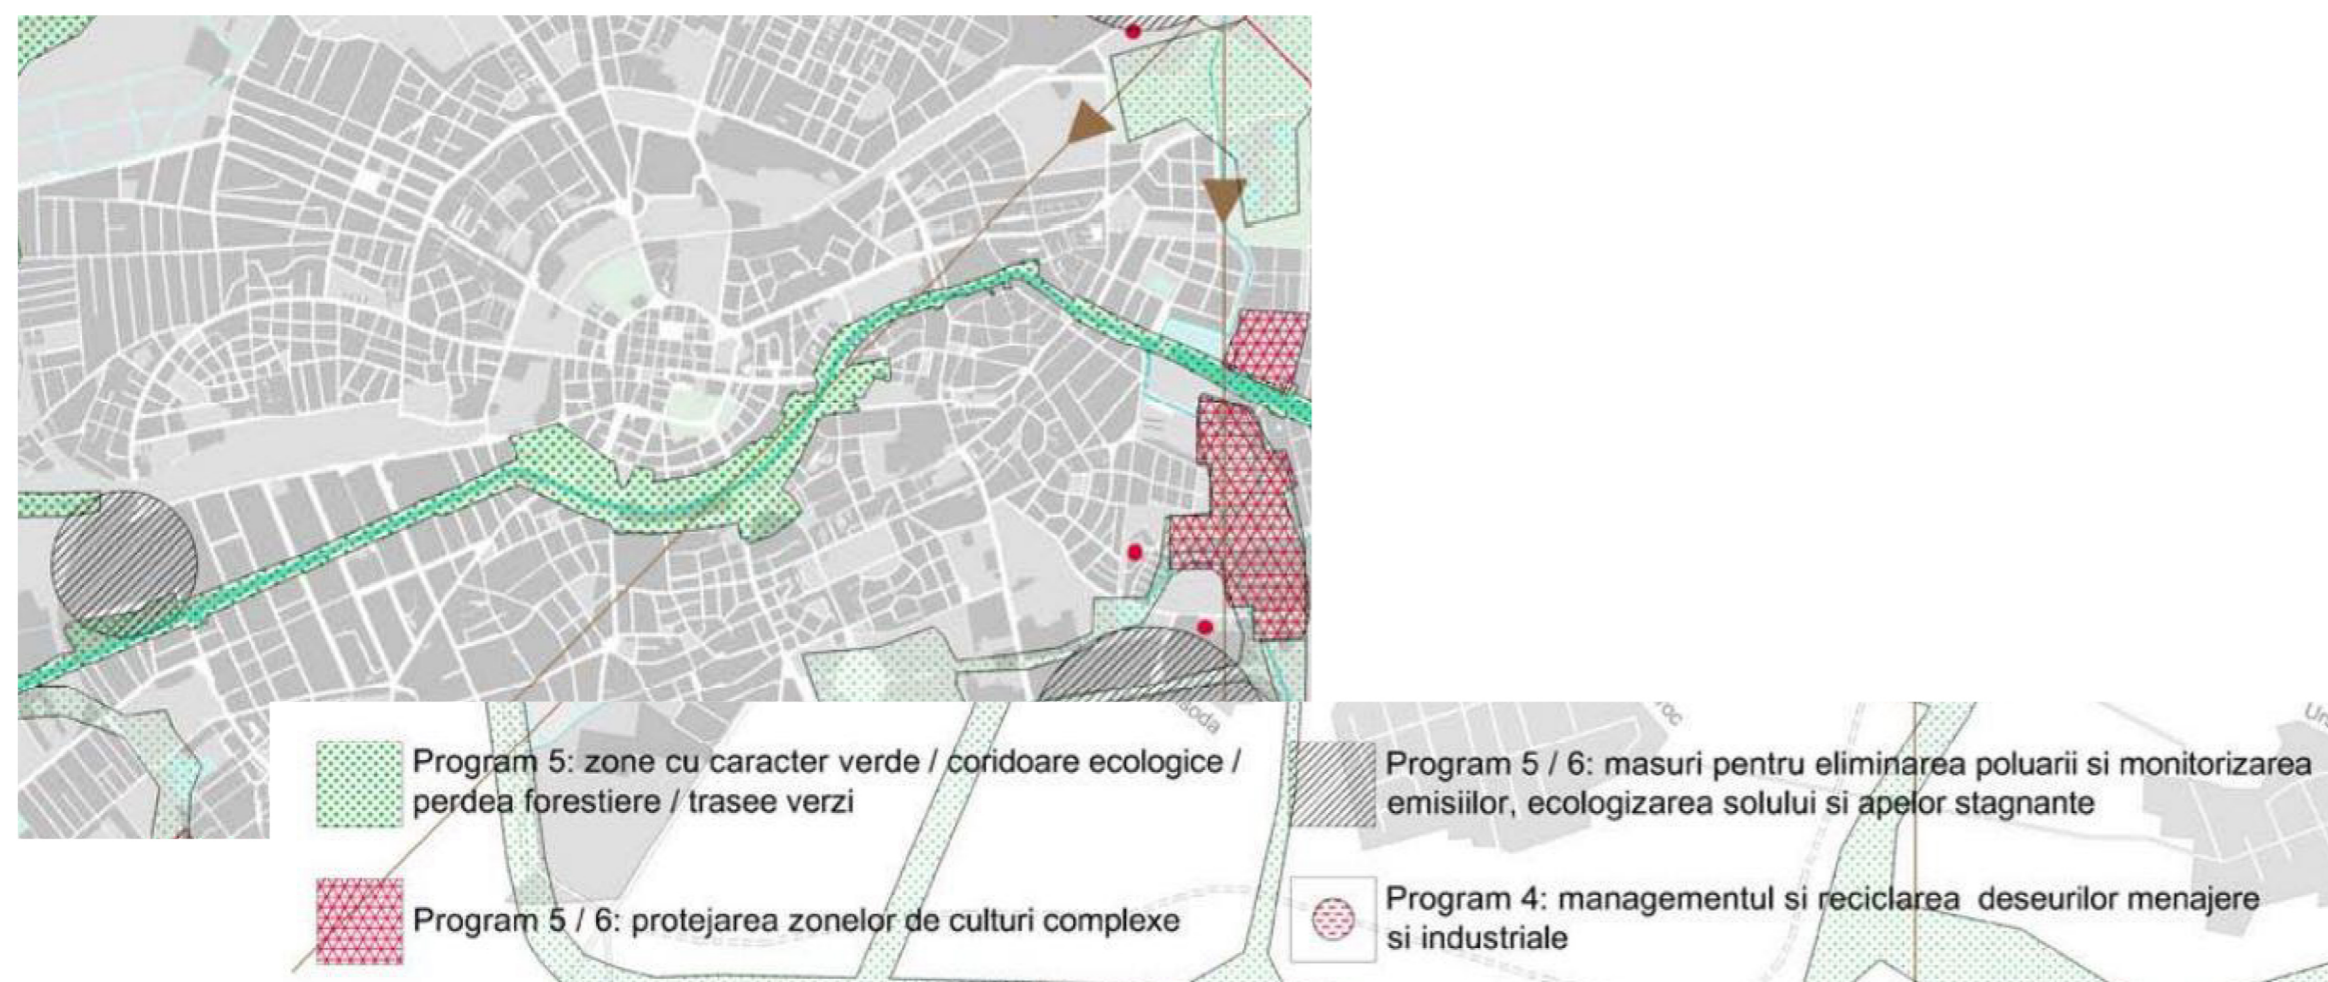 Program 5: zone cu caracter verde / coridoare ecologice /
perdea forestiere / trasee verzi
Program 5 / 6: protejarea zonelor de culturi complexe
Program 5 / 6: masuri pentru eliminarea poluarii si monitorizarea
emisiilor, ecologizarea solului si apelor stagnante
Program 4: managementul si reciclarea deseurilor menajere
si industriale